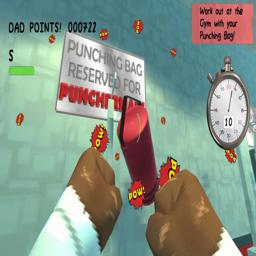 DAD POINTS! 000722
Work out at the
Gym with your
Punching Bag!
S
PUNCHING BAG
RESERVED FOR
10
POW!
POW!
POW